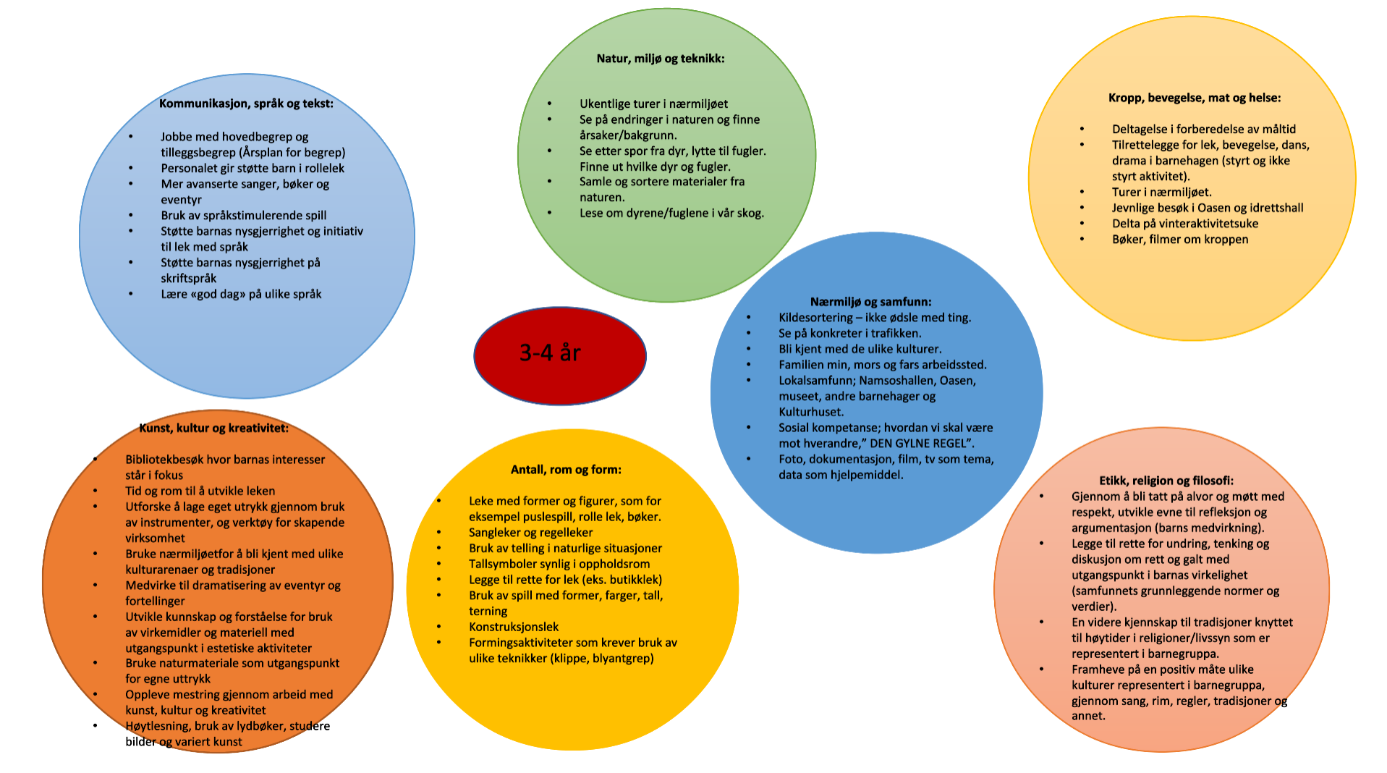 Kommunikasjon, språk og tekst:
• Jobbe med hovedbegrep og
tilleggsbegrep (Årsplan for begrep)
• Personalet gir støtte barn i rollelek
• Mer avanserte sanger, bøker og
eventyr
• Bruk av språkstimulerende spill
• Støtte barnas nysgjerrighet og initiativ
til lek med språk
• Støtte barnas nysgjerrighet på
skriftspråk
• Lære «god dag» på ulike språk
Natur, miljø og teknikk:
• Ukentlige turer i nærmiljøet
• Se på endringer i naturen og finne
årsaker/bakgrunn.
• Se etter spor fra dyr, lytte til fugler.
Finne ut hvilke dyr og fugler.
• Samle og sortere materialer fra
naturen.
• Lese om dyrene/fuglene i vår skog.
Kropp, bevegelse, mat og helse:
• Deltagelse i forberedelse av måltid
• Tilrettelegge for lek, bevegelse, dans,
drama i barnehagen (styrt og ikke
styrt aktivitet).
• Turer i nærmiljøet.
• Jevnlige besøk i Oasen og idrettshall
• Delta på vinteraktivitetsuke
• Bøker, filmer om kroppen
3-4 år
Nærmiljø og samfunn:
• Kildesortering – ikke ødsle med ting.
• Se på konkreter i trafikken.
• Bli kjent med de ulike kulturer.
• Familien min, mors og fars arbeidssted.
• Lokalsamfunn; Namsoshallen, Oasen,
museet, andre barnehager og
Kulturhuset.
• Sosial kompetanse; hvordan vi skal være
mot hverandre,” DEN GYLNE REGEL”.
• Foto, dokumentasjon, film, tv som tema,
data som hjelpemiddel.
Kunst, kultur og kreativitet:
• Bibliotekbesøk hvor barnas interesser
står i fokus
• Tid og rom til å utvikle leken
• Utforske å lage eget utrykk gjennom bruk
av instrumenter, og verktøy for skapende
virksomhet
• Bruke nærmiljøetfor å bli kjent med ulike
kulturarenaer og tradisjoner
• Medvirke til dramatisering av eventyr og
fortellinger
• Utvikle kunnskap og forståelse for bruk
av virkemidler og materiell med
utgangspunkt i estetiske aktiviteter
• Bruke naturmateriale som utgangspunkt
for egne uttrykk
• Oppleve mestring gjennom arbeid med
kunst, kultur og kreativitet
• Høytlesning, bruk av lydbøker, studere
bilder og variert kunst
Antall, rom og form:
• Leke med former og figurer, som for
eksempel puslespill, rolle lek, bøker.
• Sangleker og regelleker
• Bruk av telling i naturlige situasjoner
• Tallsymboler synlig i oppholdsrom
• Legge til rette for lek (eks. butikklek)
• Bruk av spill med former, farger, tall,
terning
• Konstruksjonslek
• Formingsaktiviteter som krever bruk av
ulike teknikker (klippe, blyantgrep)
Etikk, religion og filosofi:
• Gjennom å bli tatt på alvor og møtt med
respekt, utvikle evne til refleksjon og
argumentasjon (barns medvirkning).
• Legge til rette for undring, tenking og
diskusjon om rett og galt med
utgangspunkt i barnas virkelighet
(samfunnets grunnleggende normer og
verdier).
• En videre kjennskap til tradisjoner knyttet
til høytider i religioner/livssyn som er
representert i barnegruppa.
• Framheve på en positiv måte ulike
kulturer representert i barnegruppa,
gjennom sang, rim, regler, tradisjoner og
annet.